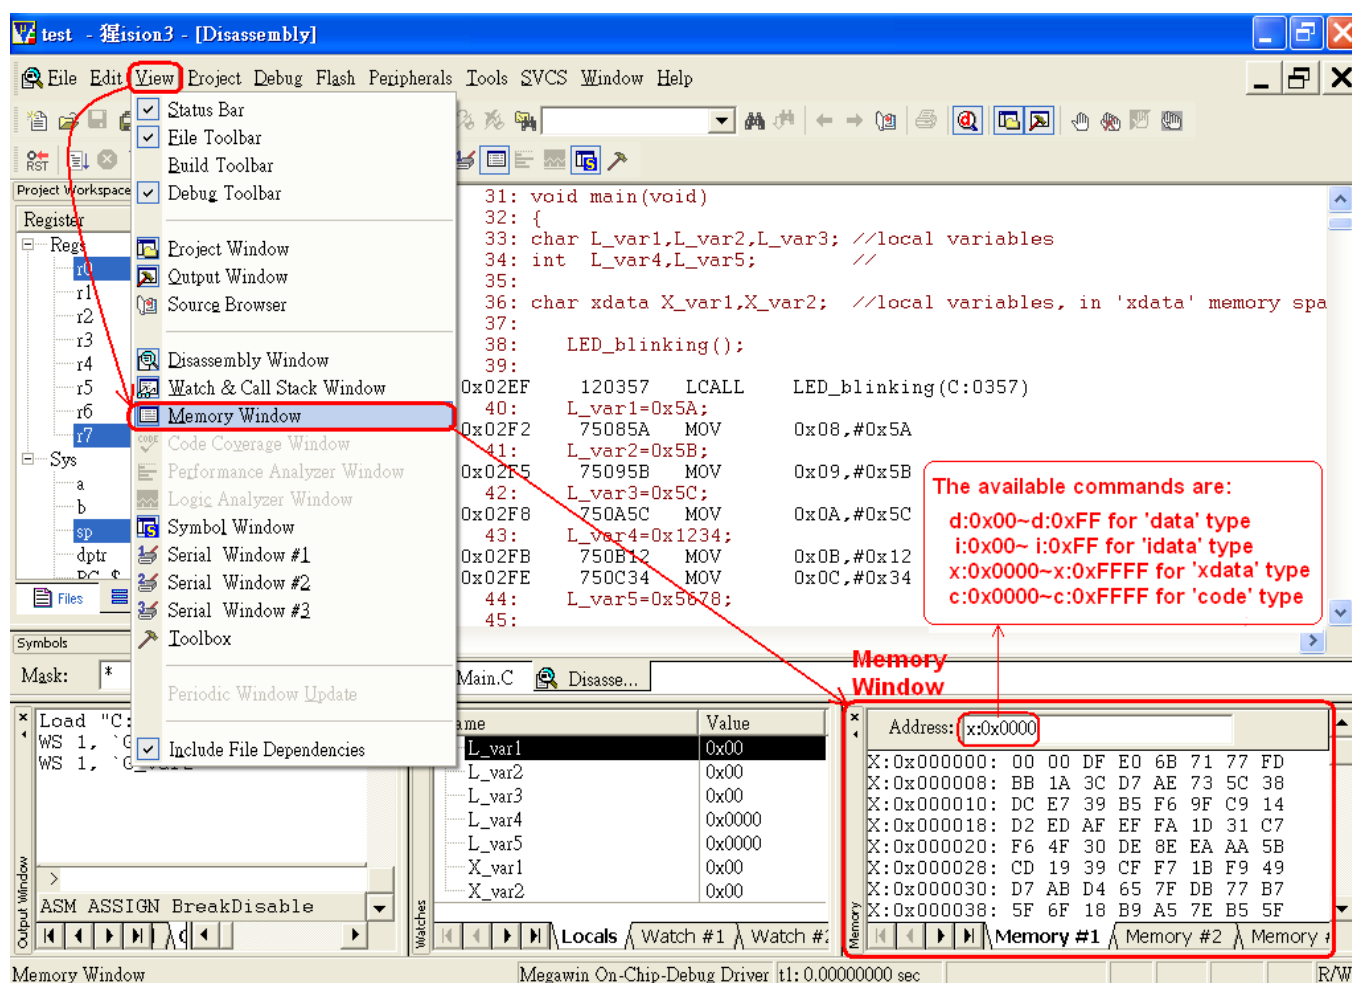 test - 猩ision3 - [Disassembly]
File Edit View Project Debug Flash Peripherals Tools SVCS Window Help
Status Bar
File Toolbar
Build Toolbar
Debug Toolbar
Project Window
Output Window
Source Browser
Disassembly Window
Watch & Call Stack Window
Memory Window
Code Coverage Window
Performance Analyzer Window
Logic Analyzer Window
Symbol Window
Serial Window #1
Serial Window #2
Serial Window #3
Toolbox
Periodic Window Update
Include File Dependencies
RST
Project Workspace
Register
Regs
r0
r1
r2
r3
r4
r5
r6
r7
Sys
a
b
sp
dptr
PC $
Files
31: void main(void)
32: {
33: char L_var1,L_var2,L_var3; //local variables
34: int L_var4,L_var5; //
35:
36: char xdata X_var1,X_var2; //local variables, in 'xdata' memory spa
37:
38: LED_blinking();
39:
0x02EF 120357 LCALL LED_blinking(C:0357)
40: L_var1=0x5A;
0x02F2 75085A MOV 0x08,#0x5A
41: L_var2=0x5B;
0x02F5 75095B MOV 0x09,#0x5B
42: L_var3=0x5C;
0x02F8 750A5C MOV 0x0A,#0x5C
43: L_var4=0x1234;
0x02FB 750B12 MOV 0x0B,#0x12
0x02FE 750C34 MOV 0x0C,#0x34
44: L_var5=0x5678;
45:
The available commands are:
d:0x00~d:0xFF for 'data' type
i:0x00~ i:0xFF for 'idata' type
x:0x0000~x:0xFFFF for 'xdata' type
c:0x0000~c:0xFFFF for 'code' type
Symbols
Mask: *
Main.C Disasse...
Memory
Window
Load "C:
WS 1, `G
WS 1, `G_var2
>
ASM ASSIGN BreakDisable
Output Window
ame Value
L_var1 0x00
L_var2 0x00
L_var3 0x00
L_var4 0x0000
L_var5 0x0000
X_var1 0x00
X_var2 0x00
Watches
Locals Watch #1 Watch #2
Address: x:0x0000
X:0x000000: 00 00 DF E0 6B 71 77 FD
X:0x000008: BB 1A 3C D7 AE 73 5C 38
X:0x000010: DC E7 39 B5 F6 9F C9 14
X:0x000018: D2 ED AF EF FA 1D 31 C7
X:0x000020: F6 4F 30 DE 8E EA AA 5B
X:0x000028: CD 19 39 CF F7 1B F9 49
X:0x000030: D7 AB D4 65 7F DB 77 B7
X:0x000038: 5F 6F 18 B9 A5 7E B5 5F
Memory
Memory #1 Memory #2 Memory #
Memory Window Megawin On-Chip-Debug Driver t1: 0.00000000 sec R/W